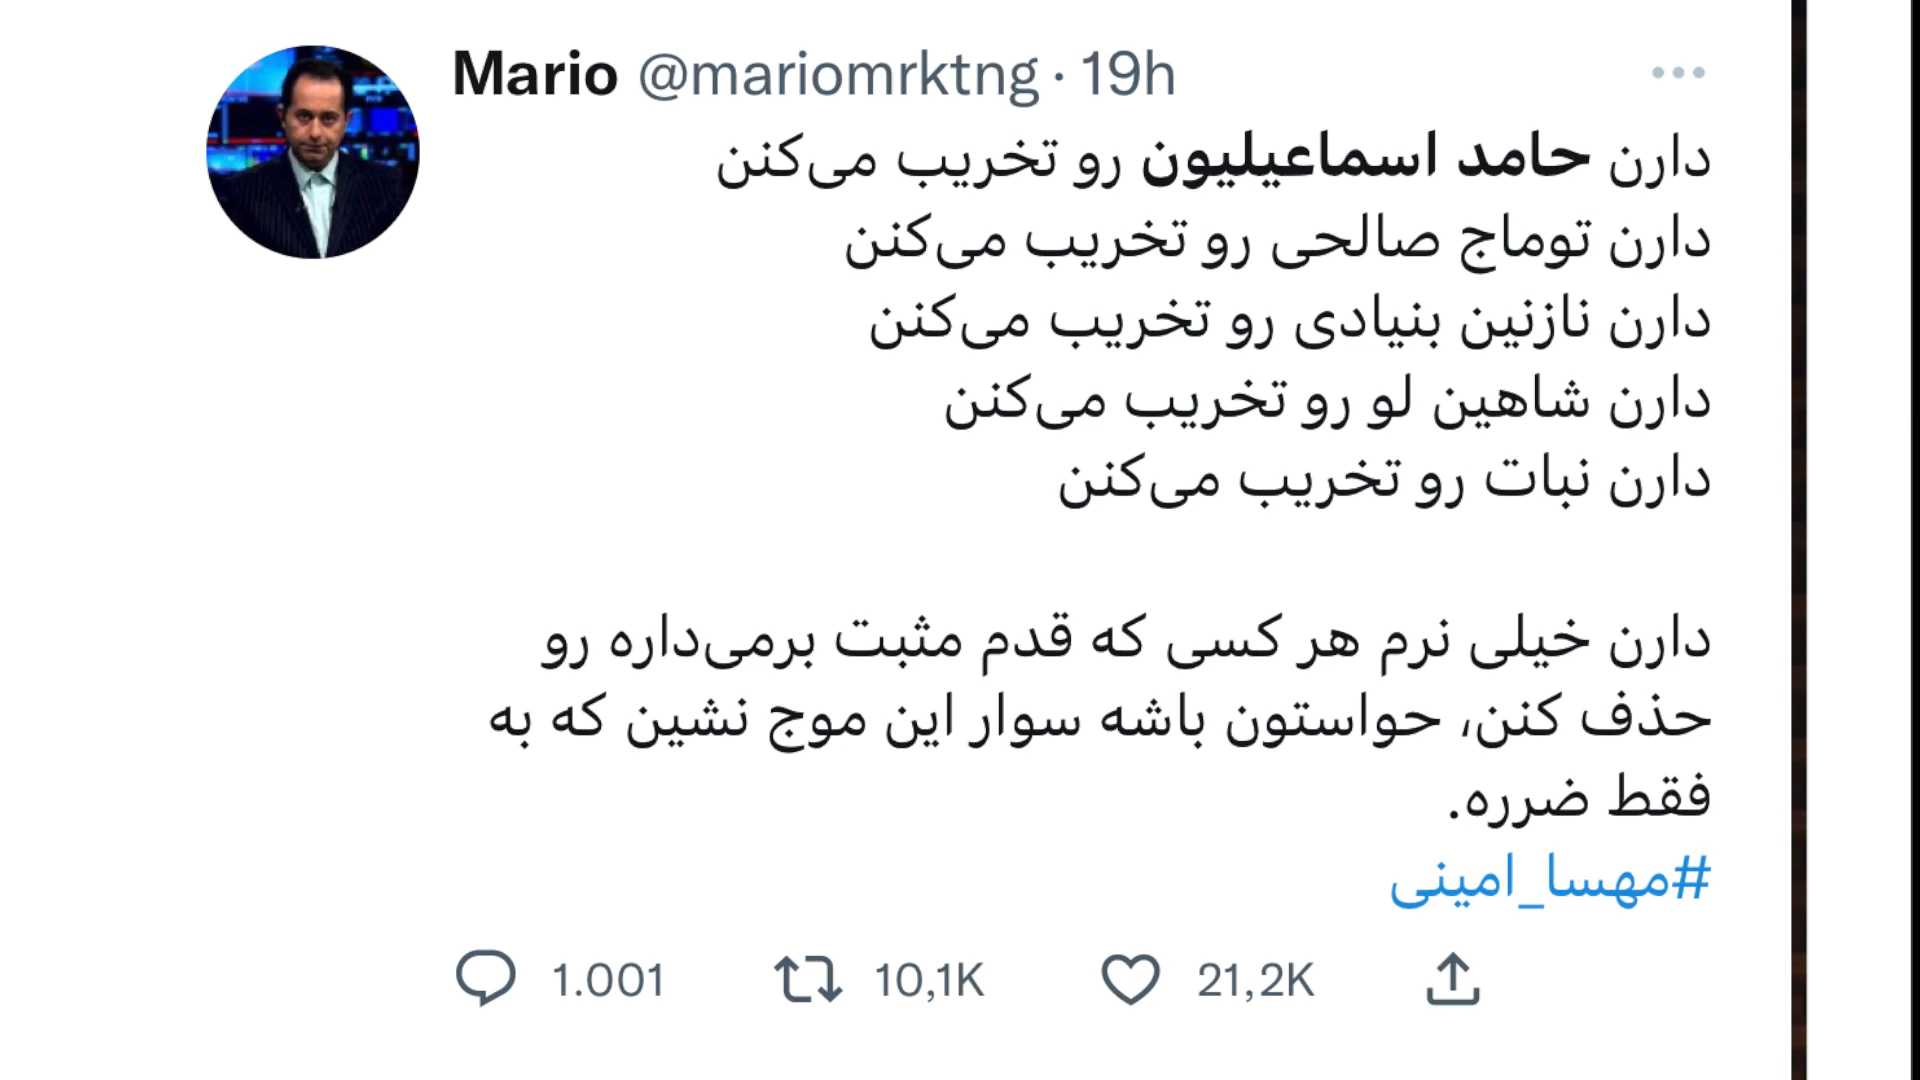 Mario @mariomrktng · 19h
دارن حامد اسماعیلیون رو تخریب می‌کنن
دارن توماج صالحی رو تخریب می‌کنن
دارن نازنین بنیادی رو تخریب می‌کنن
دارن شاهین لو رو تخریب می‌کنن
دارن نبات رو تخریب می‌کنن
دارن خیلی نرم هر کسی که قدم مثبت برمی‌داره رو
حذف کنن، حواستون باشه سوار این موج نشین که به
فقط ضرره.
#مهسا_امینی
1.001 10,1K 21,2K